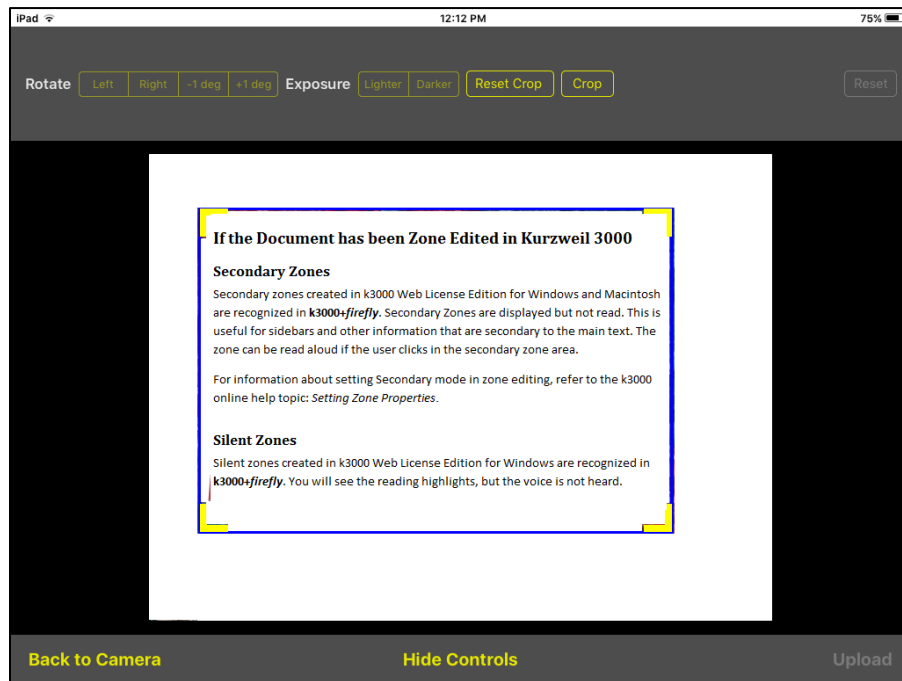 iPad 12:12 PM 75%
Rotate Left Right -1 deg +1 deg Exposure Lighter Darker Reset Crop Crop Reset
If the Document has been Zone Edited in Kurzweil 3000
Secondary Zones
Secondary zones created in k3000 Web License Edition for Windows and Macintosh
are recognized in k3000+firefly. Secondary Zones are displayed but not read. This is
useful for sidebars and other information that are secondary to the main text. The
zone can be read aloud if the user clicks in the secondary zone area.
For information about setting Secondary mode in zone editing, refer to the k3000
online help topic: Setting Zone Properties.
Silent Zones
Silent zones created in k3000 Web License Edition for Windows are recognized in
k3000+firefly. You will see the reading highlights, but the voice is not heard.
Back to Camera Hide Controls Upload